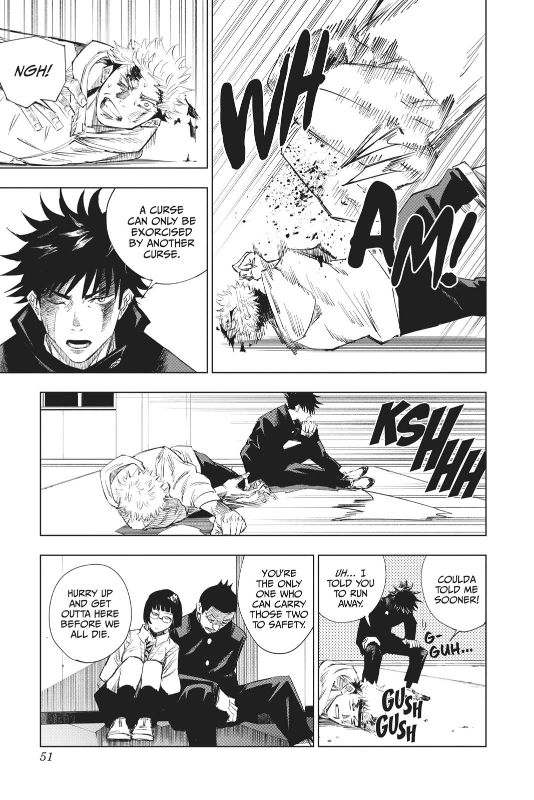 WH
AM!
NGH!
A CURSE
CAN ONLY BE
EXORCISED
BY ANOTHER
CURSE.
KSHHHH
COULDA
TOLD ME
SOONER!
UH... I
TOLD YOU
TO RUN
AWAY.
G-
GUH...
GUSH
GUSH
YOU'RE
THE ONLY
ONE WHO
CAN CARRY
THOSE TWO
TO SAFETY.
HURRY UP
AND GET
OUTTA HERE
BEFORE WE
ALL DIE.
51